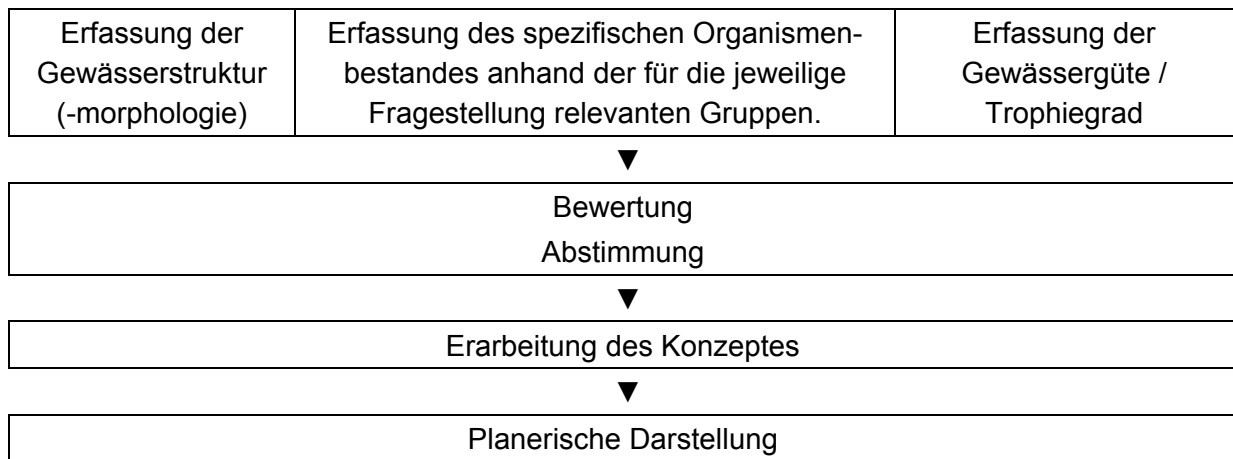 Erfassung der
Gewässerstruktur
(-morphologie)
Erfassung des spezifischen Organismen-
bestandes anhand der für die jeweilige
Fragestellung relevanten Gruppen.
Erfassung der
Gewässergüte /
Trophiegrad
▼
Bewertung
Abstimmung
▼
Erarbeitung des Konzeptes
▼
Planerische Darstellung